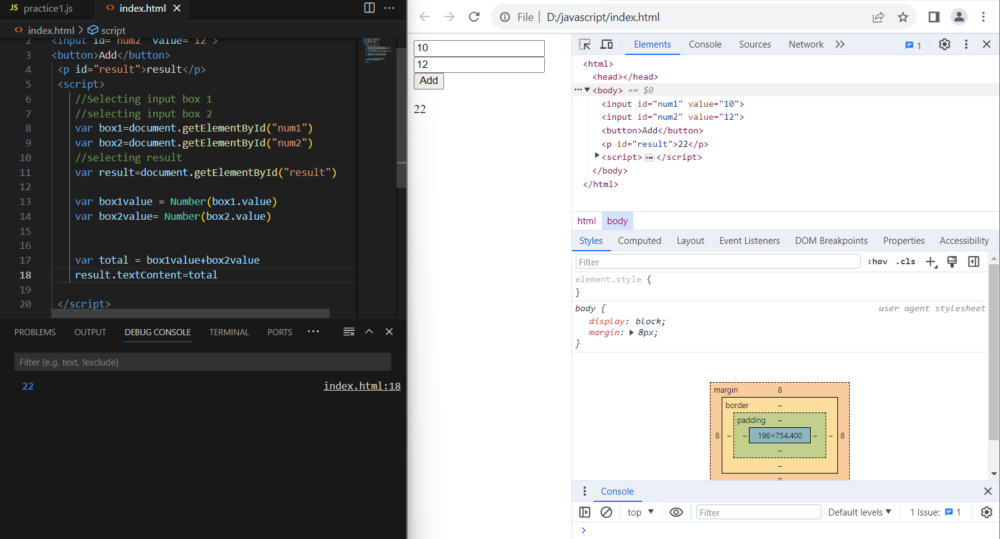 JS practice1.js <> index.html ×
<> index.html > script
2 <input id="num2" value="12">
3 <button>Add</button>
4 <p id="result">result</p>
5 <script>
6 //Selecting input box 1
7 //selecting input box 2
8 var box1=document.getElementById("num1")
9 var box2=document.getElementById("num2")
10 //selecting result
11 var result=document.getElementById("result")
12
13 var box1value = Number(box1.value)
14 var box2value= Number(box2.value)
15
16
17 var total = box1value+box2value
18 result.textContent=total
19
20 </script>
PROBLEMS OUTPUT DEBUG CONSOLE TERMINAL PORTS ···
Filter (e.g. text, !exclude)
22 index.html:18
File | D:/javascript/index.html
10
12
Add
22
Elements Console Sources Network >> 1
<html>
<head></head>
··· <body> == $0
<input id="num1" value="10">
<input id="num2" value="12">
<button>Add</button>
<p id="result">22</p>
<script>···</script>
</body>
</html>
html body
Styles Computed Layout Event Listeners DOM Breakpoints Properties Accessibility
Filter :hov .cls +
element.style {
}
body { user agent stylesheet
display: block;
margin: 8px;
}
margin 8
border –
padding –
8 – – 196×754.400 – – 8
–
–
8
Console
top Filter Default levels 1 Issue: 1
>